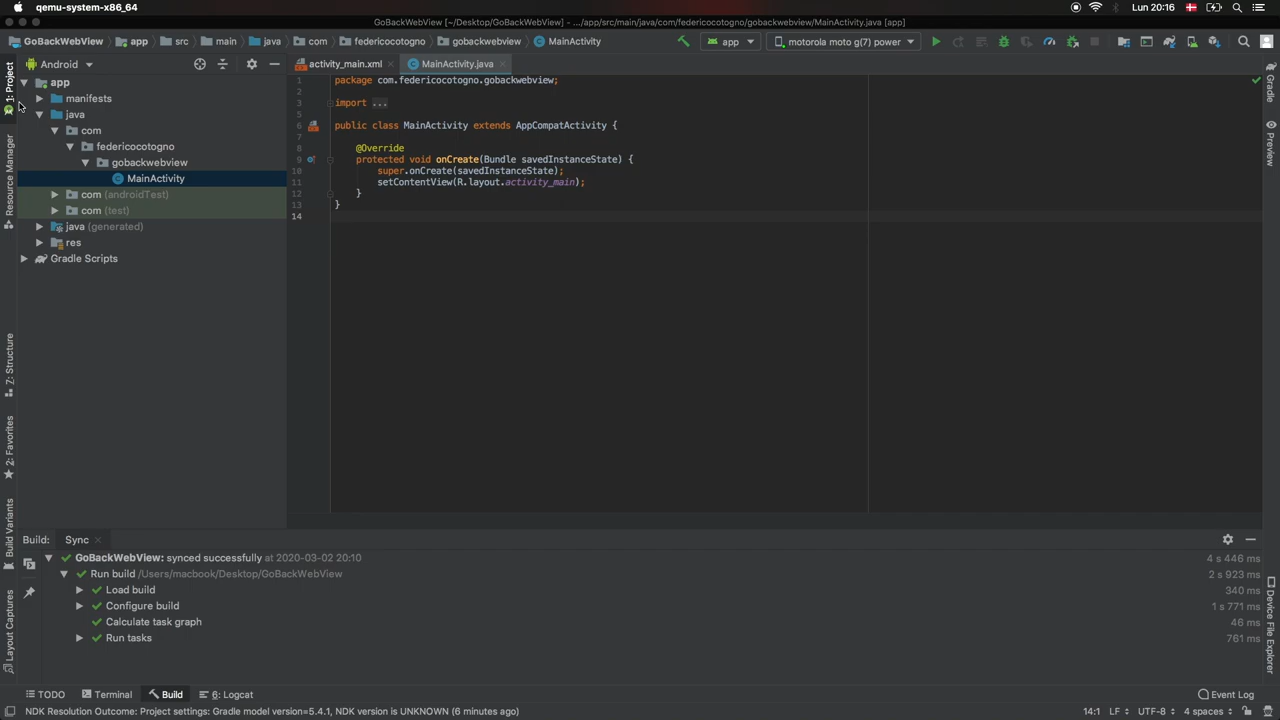 qemu-system-x86_64
Lun 20:16
GoBackWebView [~/Desktop/GoBackWebView] - .../app/src/main/java/com/federicocotogno/gobackwebview/MainActivity.java [app]
GoBackWebView app src main java com federicocotogno gobackwebview MainActivity
app motorola moto g(7) power
Android
activity_main.xml
MainActivity.java
1: Project
Resource Manager
Z: Structure
2: Favorites
Build Variants
Layout Captures
app
manifests
java
com
federicocotogno
gobackwebview
MainActivity
com (androidTest)
com (test)
java (generated)
res
Gradle Scripts
1 package com.federicocotogno.gobackwebview;
2
3 import ...
6 public class MainActivity extends AppCompatActivity {
7
8 @Override
9 protected void onCreate(Bundle savedInstanceState) {
10 super.onCreate(savedInstanceState);
11 setContentView(R.layout.activity_main);
12 }
13 }
14
Gradle
Preview
Device File Explorer
Build: Sync
GoBackWebView: synced successfully at 2020-03-02 20:10 4 s 446 ms
Run build /Users/macbook/Desktop/GoBackWebView 2 s 923 ms
Load build 340 ms
Configure build 1 s 771 ms
Calculate task graph 46 ms
Run tasks 761 ms
TODO Terminal Build 6: Logcat Event Log
NDK Resolution Outcome: Project settings: Gradle model version=5.4.1, NDK version is UNKNOWN (6 minutes ago) 14:1 LF UTF-8 4 spaces